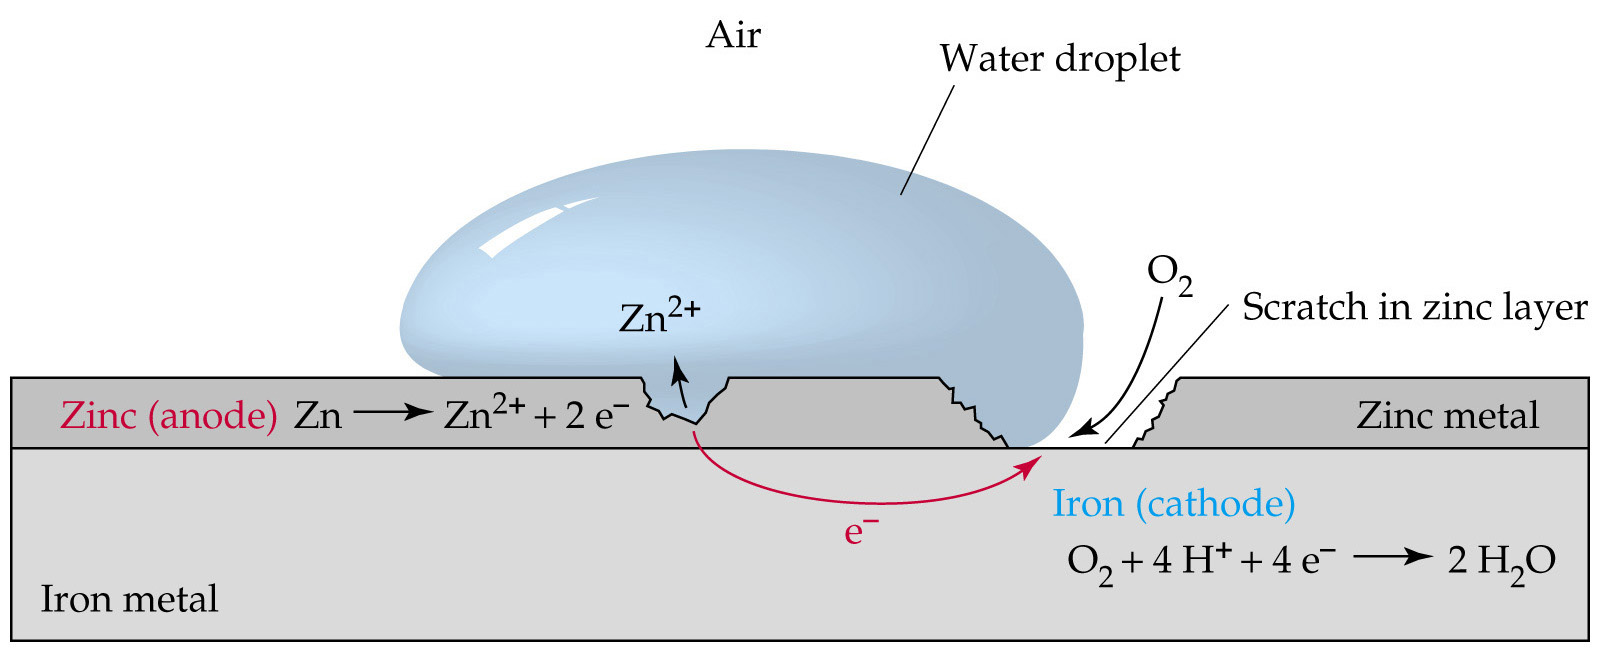 Air
Water droplet
O₂
Scratch in zinc layer
Zn²⁺
Zinc (anode) Zn ⟶ Zn²⁺ + 2 e⁻
Zinc metal
e⁻
Iron (cathode)
O₂ + 4 H⁺ + 4 e⁻ ⟶ 2 H₂O
Iron metal